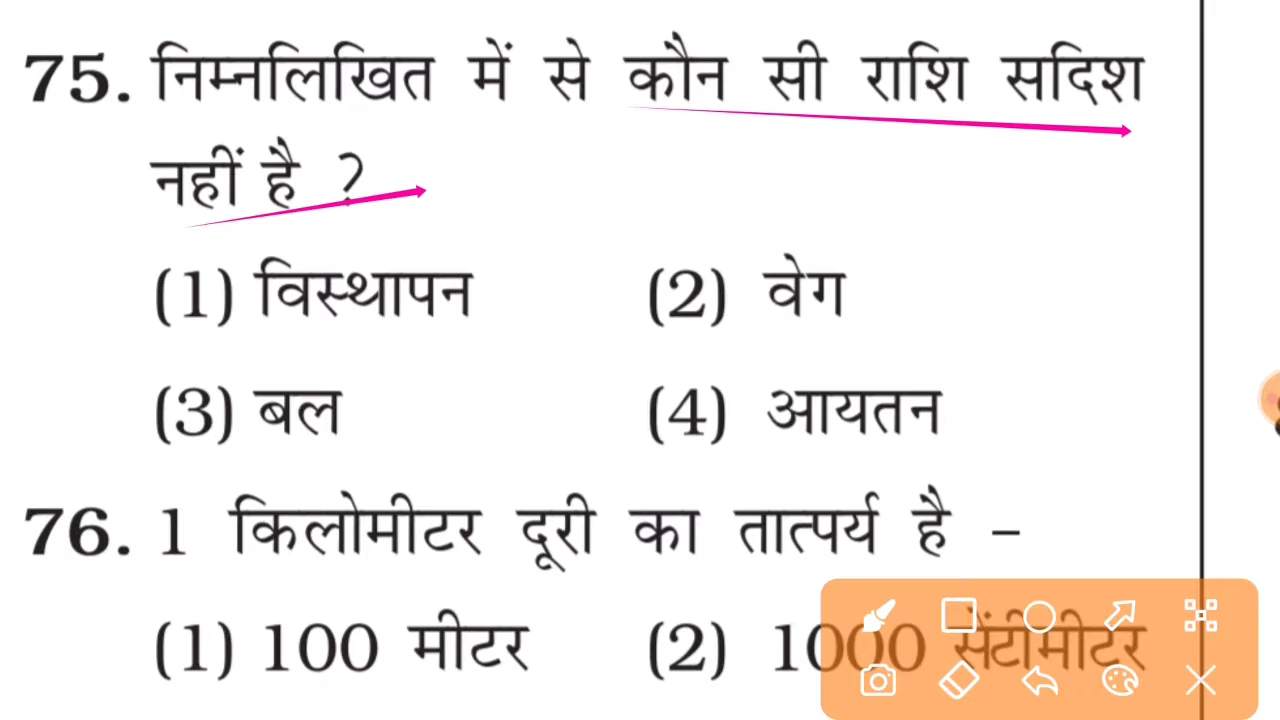 75. निम्नलिखित में से कौन सी राशि सदिश
नहीं है ?
(1) विस्थापन (2) वेग
(3) बल (4) आयतन
76. 1 किलोमीटर दूरी का तात्पर्य है –
(1) 100 मीटर (2) 1000 सेंटीमीटर